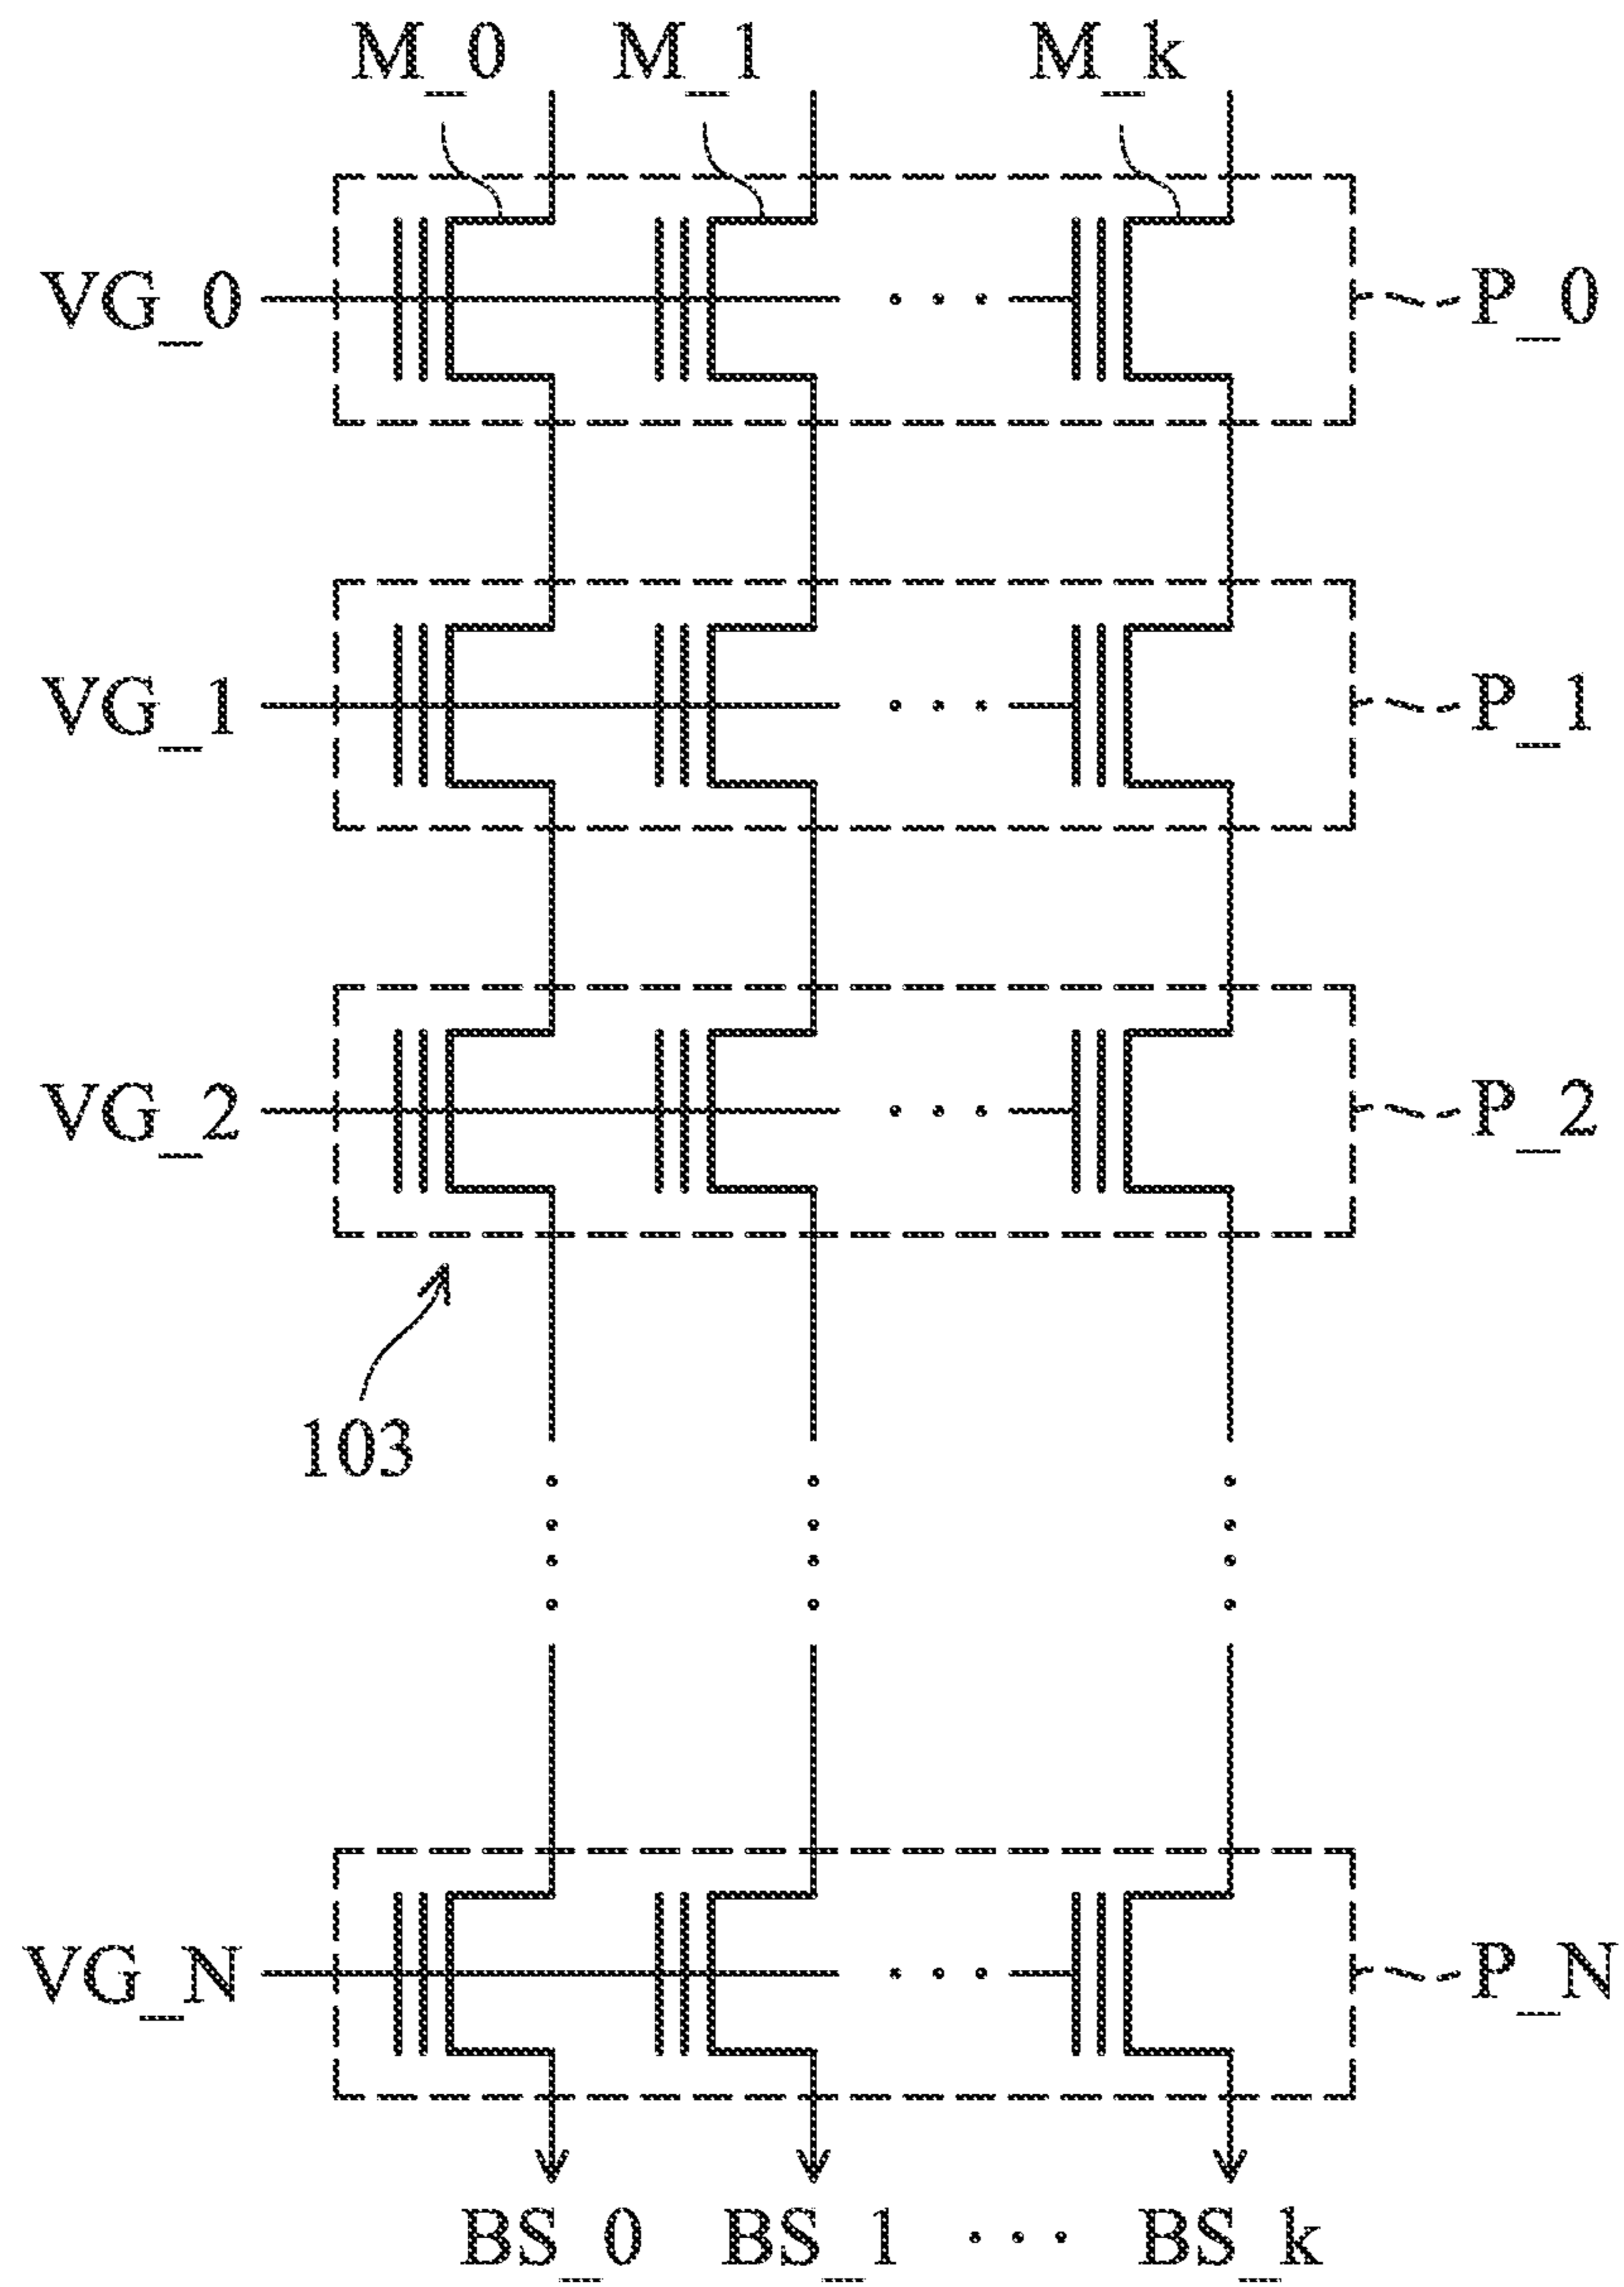 M_0 M_1 M_k
VG_0 ... P_0
VG_1 ... P_1
VG_2 ... P_2
103
VG_N ... P_N
BS_0 BS_1 ... BS_k